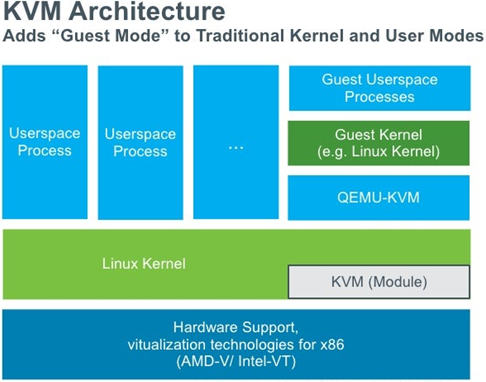 KVM Architecture
Adds “Guest Mode” to Traditional Kernel and User Modes
Userspace
Process
Userspace
Process
...
Guest Userspace
Processes
Guest Kernel
(e.g. Linux Kernel)
QEMU-KVM
Linux Kernel
KVM (Module)
Hardware Support,
vitualization technologies for x86
(AMD-V/ Intel-VT)